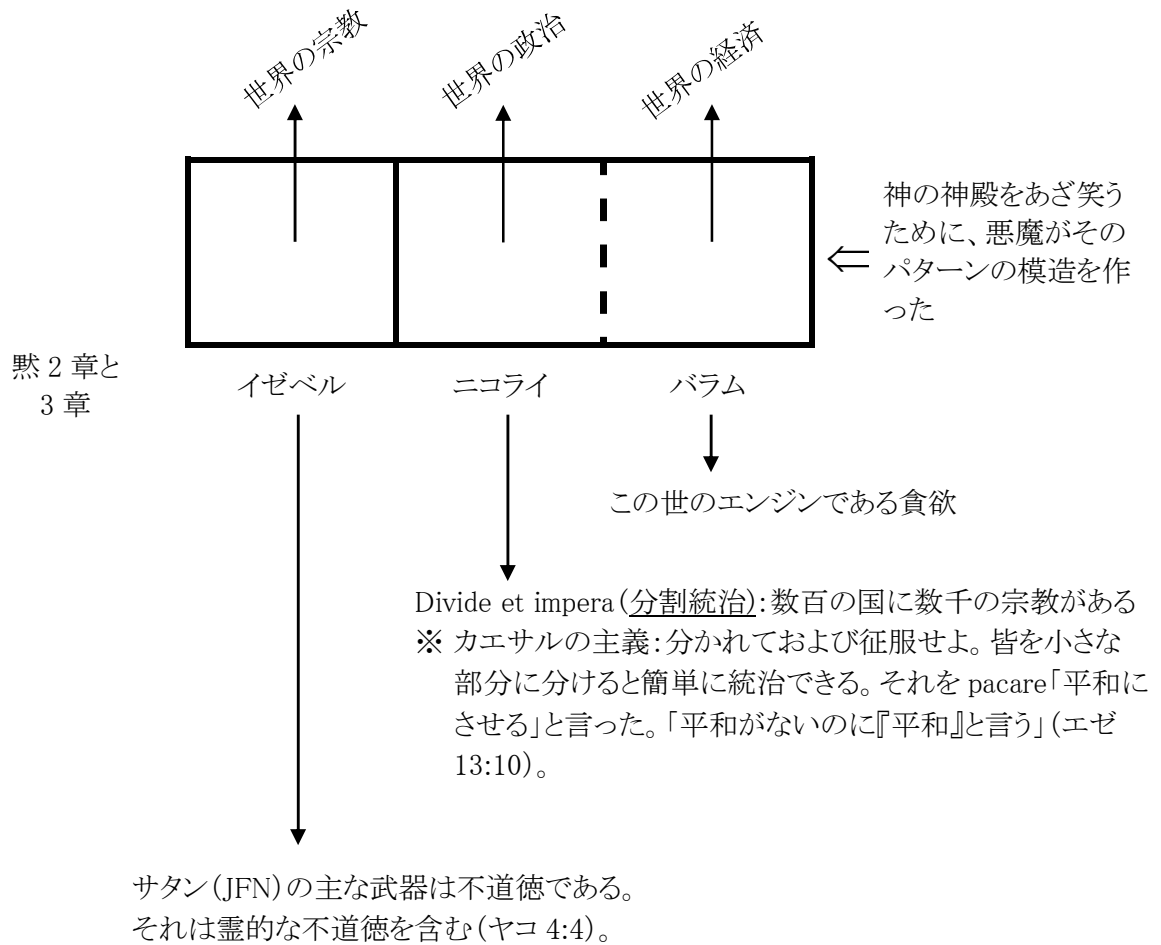 世界の宗教
世界の政治
世界の経済
神の神殿をあざ笑う
ために、悪魔がその
パターンの模造を作
った
黙 2 章と
3 章
イゼベル
ニコライ
バラム
この世のエンジンである貪欲
Divide et impera(分割統治):数百の国に数千の宗教がある
※ カエサルの主義:分かれておよび征服せよ。皆を小さな
部分に分けると簡単に統治できる。それを pacare「平和に
させる」と言った。「平和がないのに『平和』と言う」(エゼ
13:10)。
サタン(JFN)の主な武器は不道徳である。
それは霊的な不道徳を含む(ヤコ 4:4)。